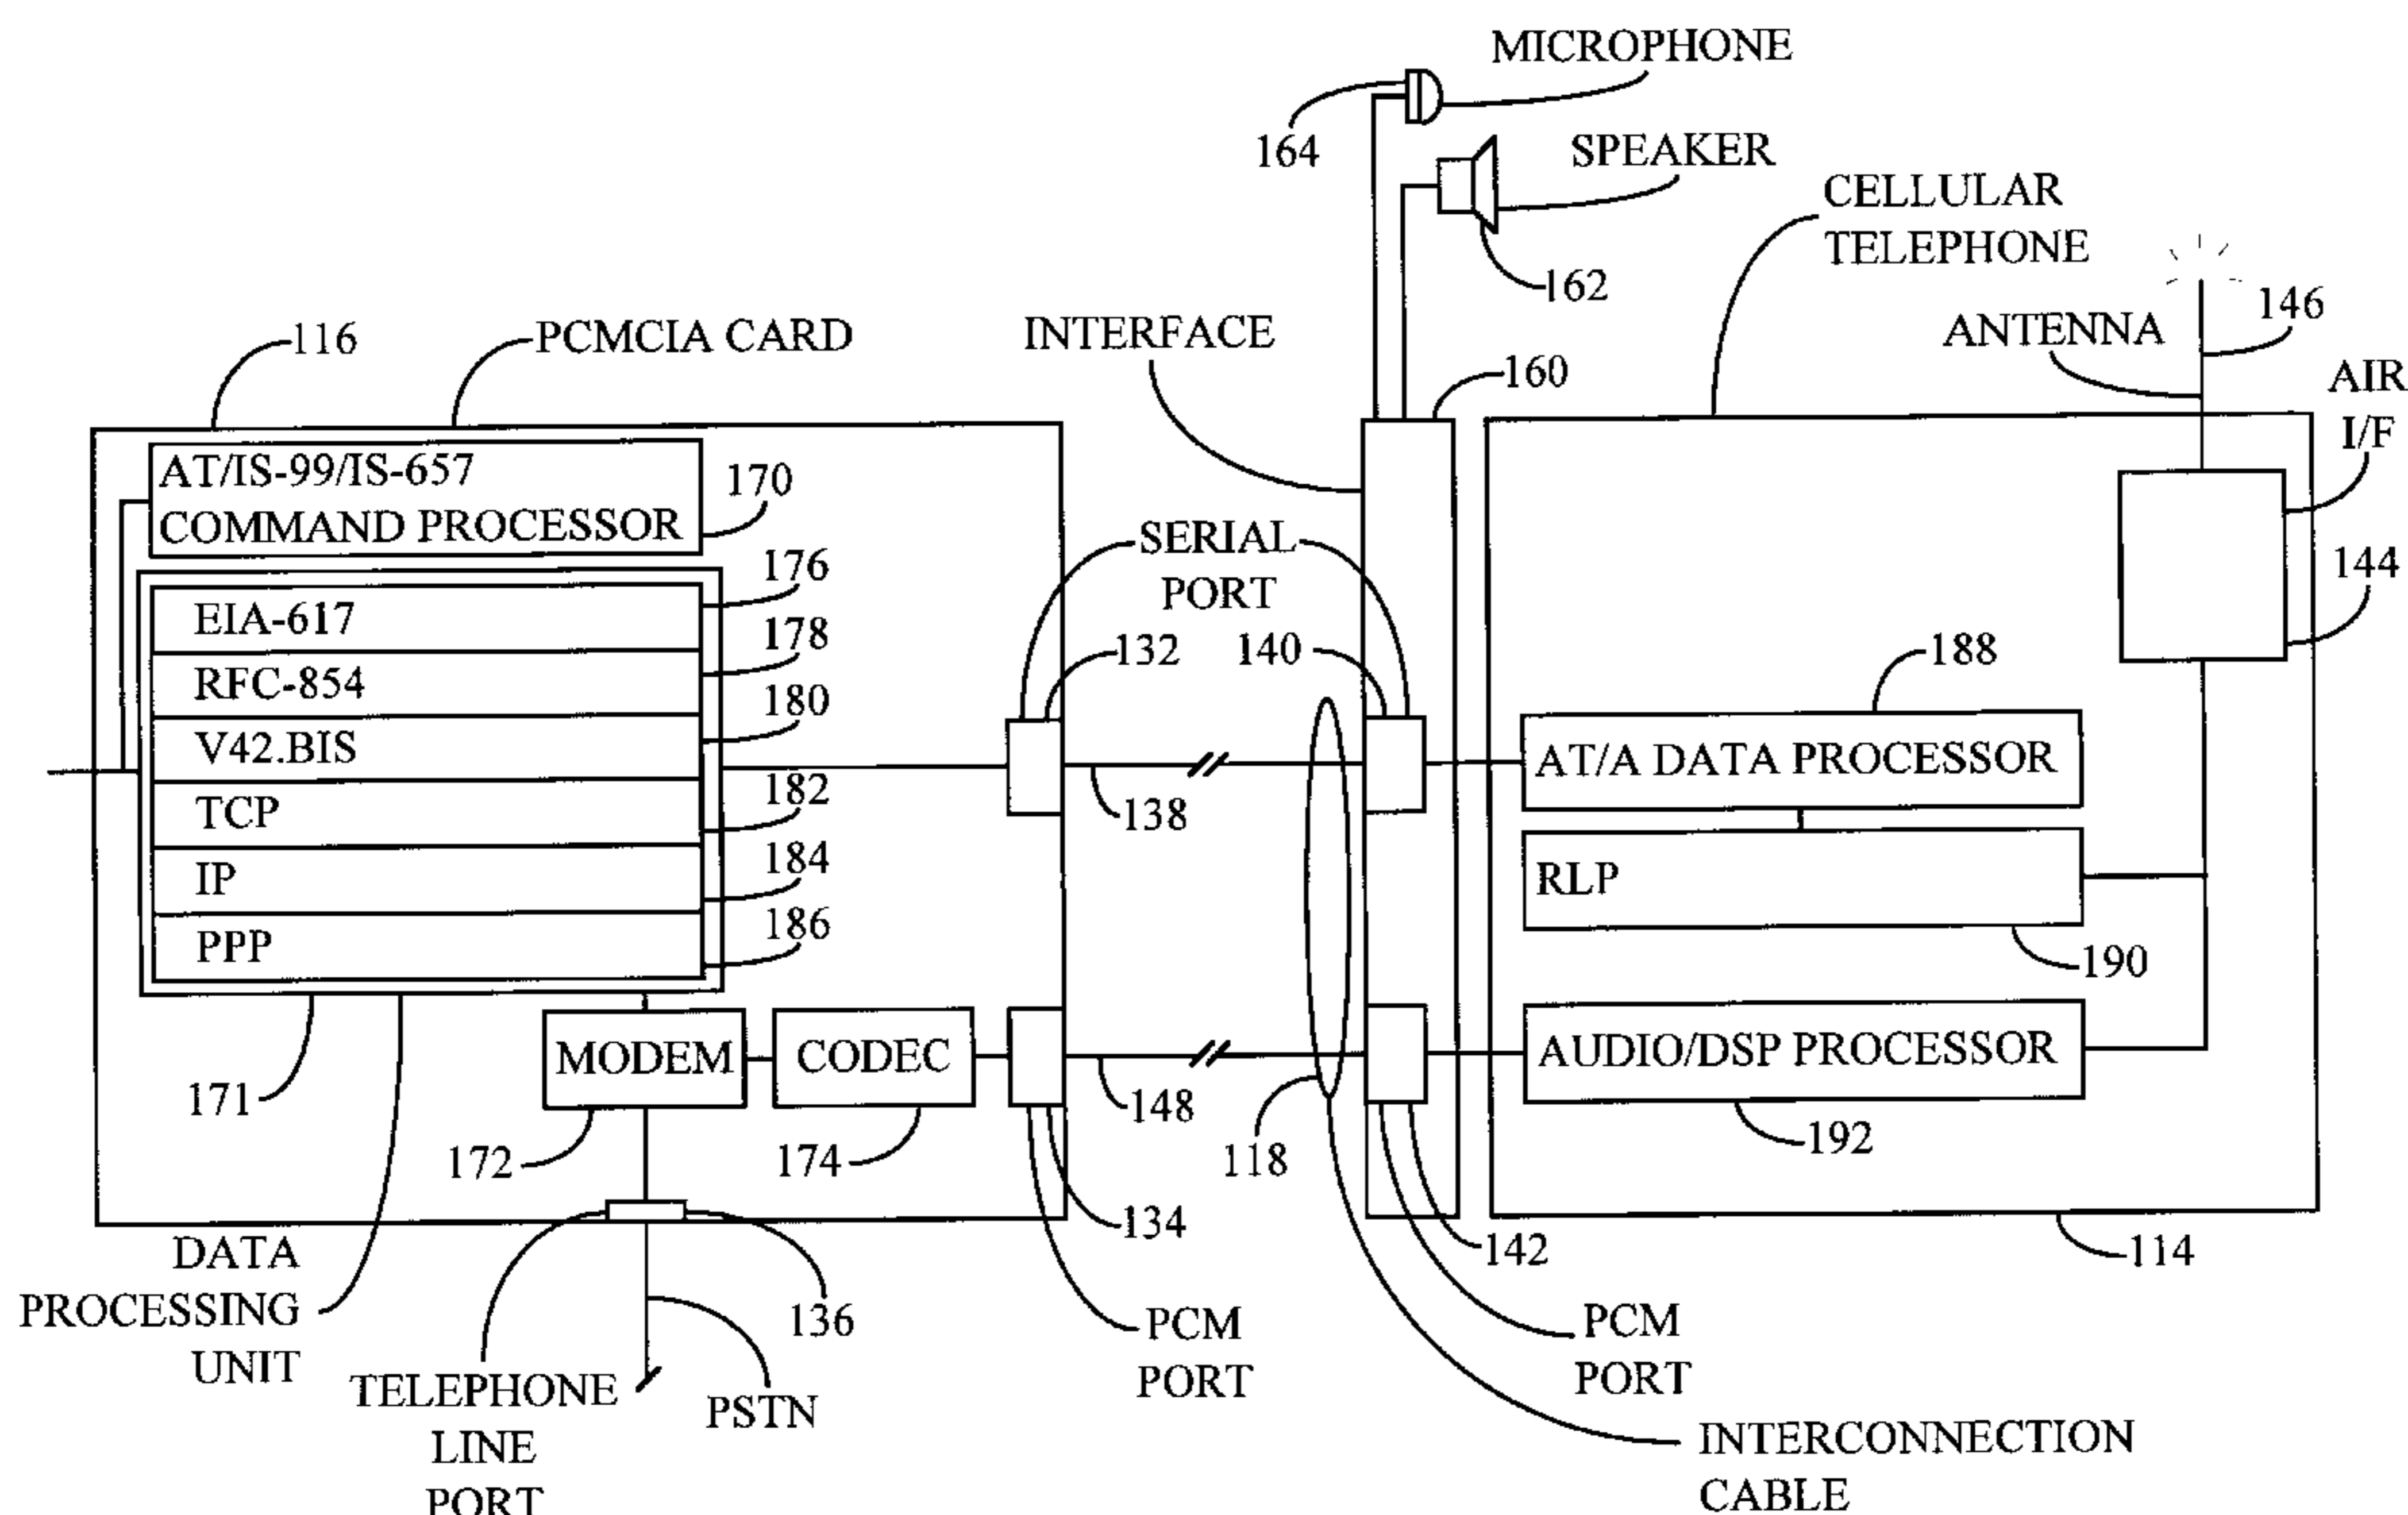 MICROPHONE
164
SPEAKER
162
CELLULAR
TELEPHONE
146
ANTENNA
AIR
I/F
144
116
PCMCIA CARD
INTERFACE
160
AT/IS-99/IS-657
COMMAND PROCESSOR
170
SERIAL
PORT
EIA-617
176
RFC-854
178
V42.BIS
180
TCP
182
IP
184
PPP
186
132
140
138
188
AT/A DATA PROCESSOR
RLP
190
171
MODEM
172
CODEC
174
148
118
AUDIO/DSP PROCESSOR
192
134
142
114
DATA
PROCESSING
UNIT
136
TELEPHONE
LINE
PORT
PSTN
PCM
PORT
PCM
PORT
INTERCONNECTION
CABLE